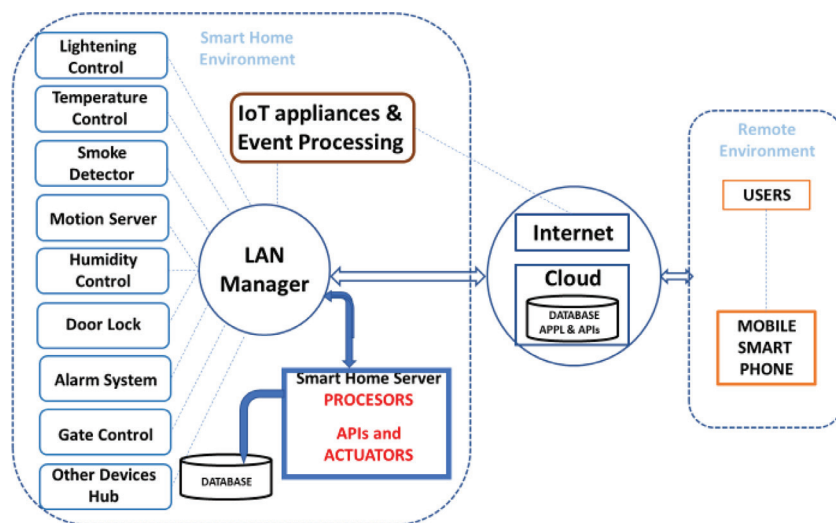 Smart Home
Environment
Lightening
Control
Temperature
Control
Smoke
Detector
Motion Server
Humidity
Control
Door Lock
Alarm System
Gate Control
Other Devices
Hub
IoT appliances &
Event Processing
LAN
Manager
Smart Home Server
PROCESORS
APIs and
ACTUATORS
DATABASE
Internet
Cloud
DATABASE
APPL & APIs
Remote
Environment
USERS
MOBILE
SMART
PHONE